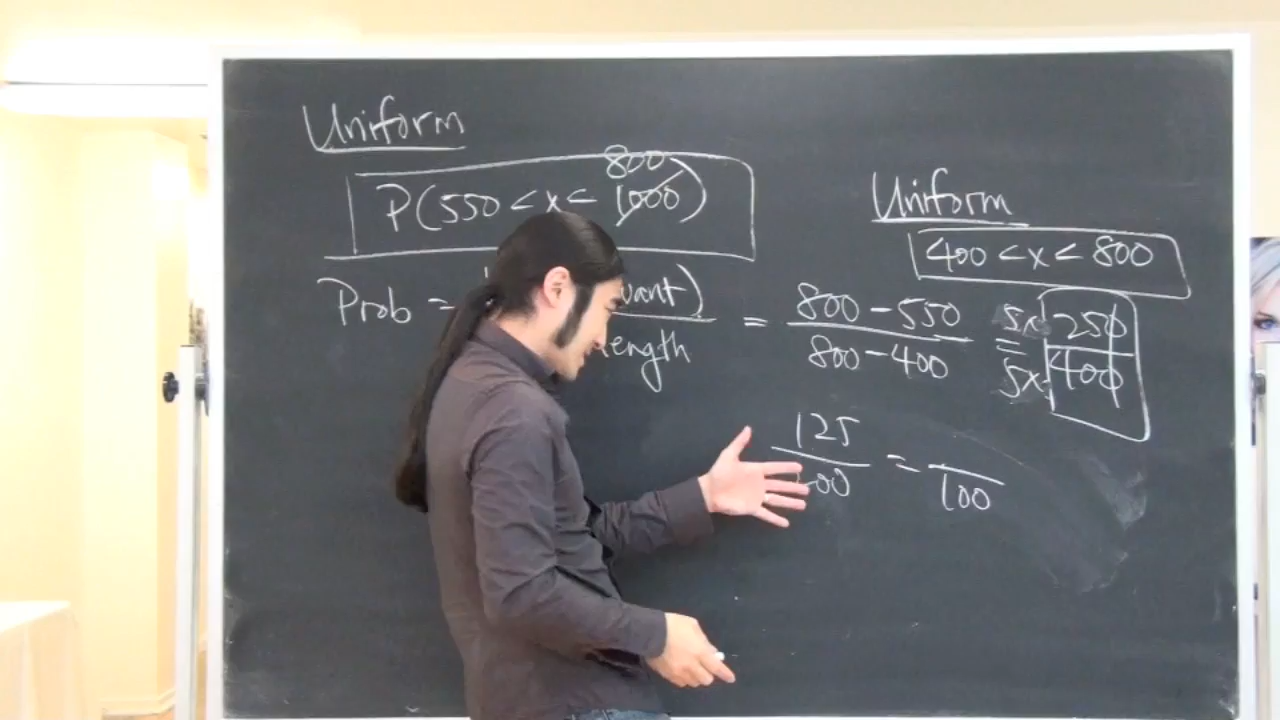 Uniform
800
P(550 < x < 1000)
Uniform
400 < x < 800
Prob = = 800 - 550 / 800 - 400 = 5x 250 / 5x 400
length
125 / 00 = / 100